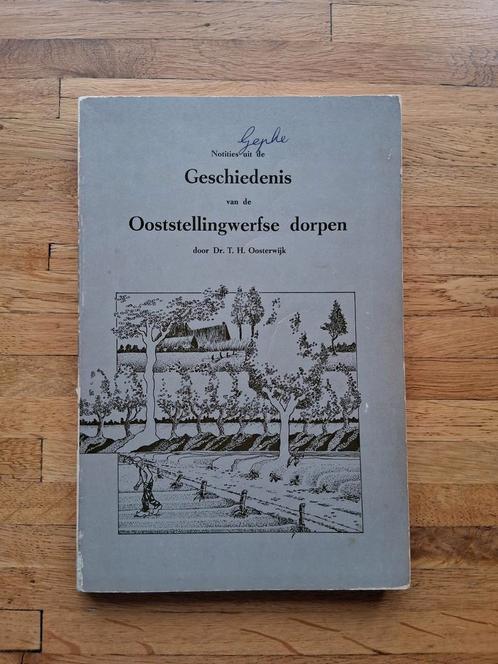 Gepke
Notities uit de
Geschiedenis
van de
Ooststellingwerfse dorpen
door Dr. T. H. Oosterwijk